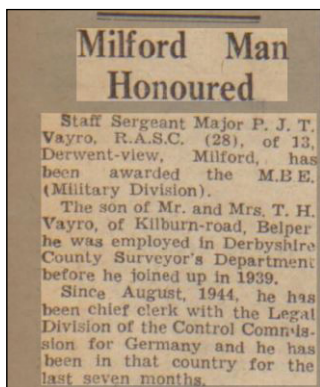 Milford Man
Honoured
Staff Sergeant Major P. J. T.
Vayro, R.A.S.C. (28), of 13,
Derwent-view, Milford, has
been awarded the M.B.E.
(Military Division).
The son of Mr. and Mrs. T. H.
Vayro, of Kilburn-road, Belper
he was employed in Derbyshire
County Surveyor's Department
before he joined up in 1939.
Since August, 1944, he has
been chief clerk with the Legal
Division of the Control Commis-
sion for Germany and he has
been in that country for the
last seven months.